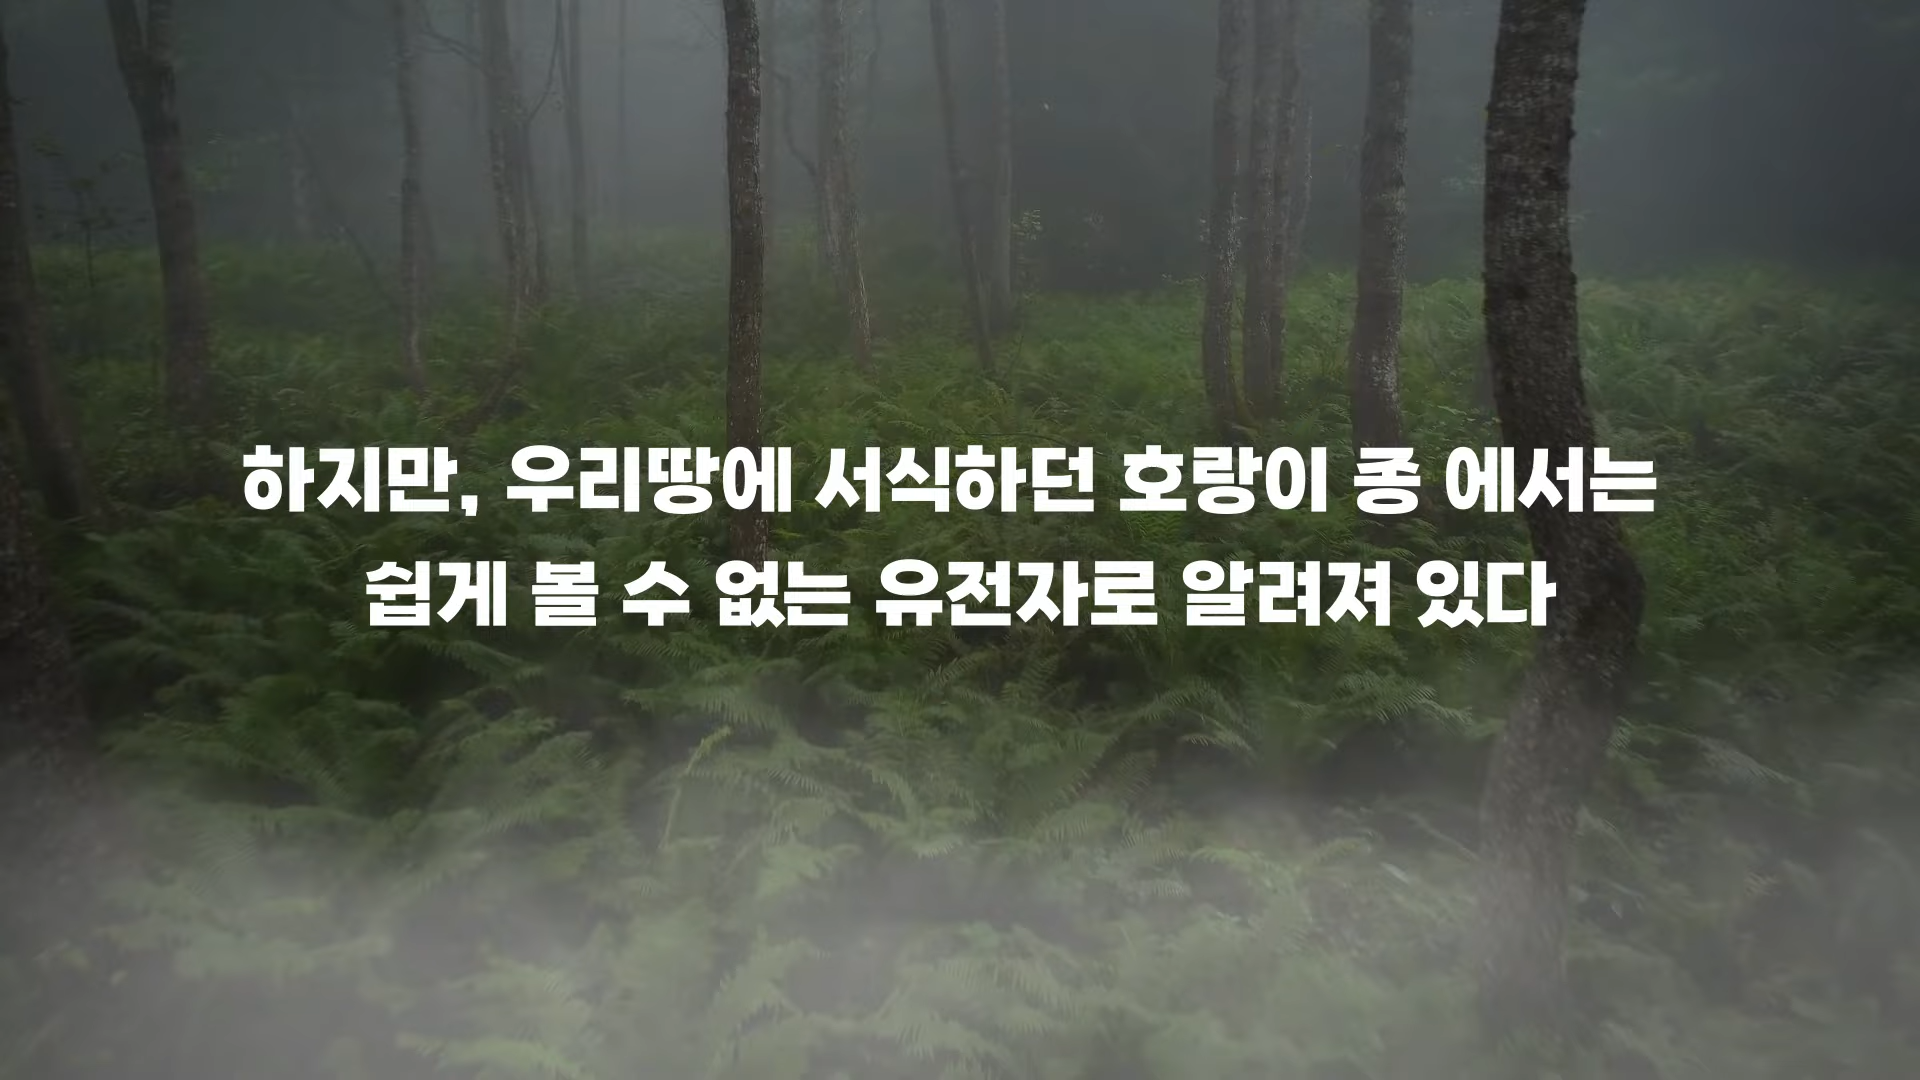 하지만, 우리땅에 서식하던 호랑이 종 에서는
쉽게 볼 수 없는 유전자로 알려져 있다